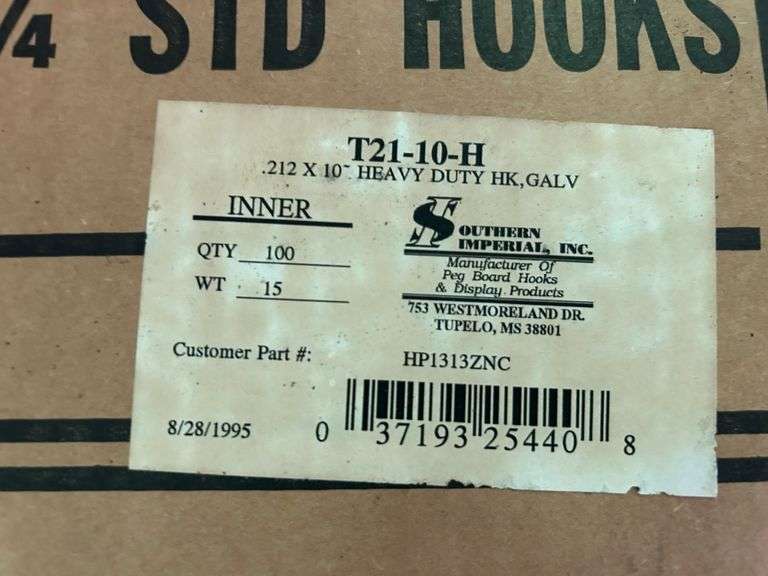 1/4 STD HOOKS
T21-10-H
.212 X 10" HEAVY DUTY HK,GALV
INNER
QTY 100
WT 15
SOUTHERN
IMPERIAL, INC.
Manufacturer Of
Peg Board Hooks
& Display Products
753 WESTMORELAND DR.
TUPELO, MS 38801
Customer Part #: HP1313ZNC
8/28/1995
0 37193 25440 8